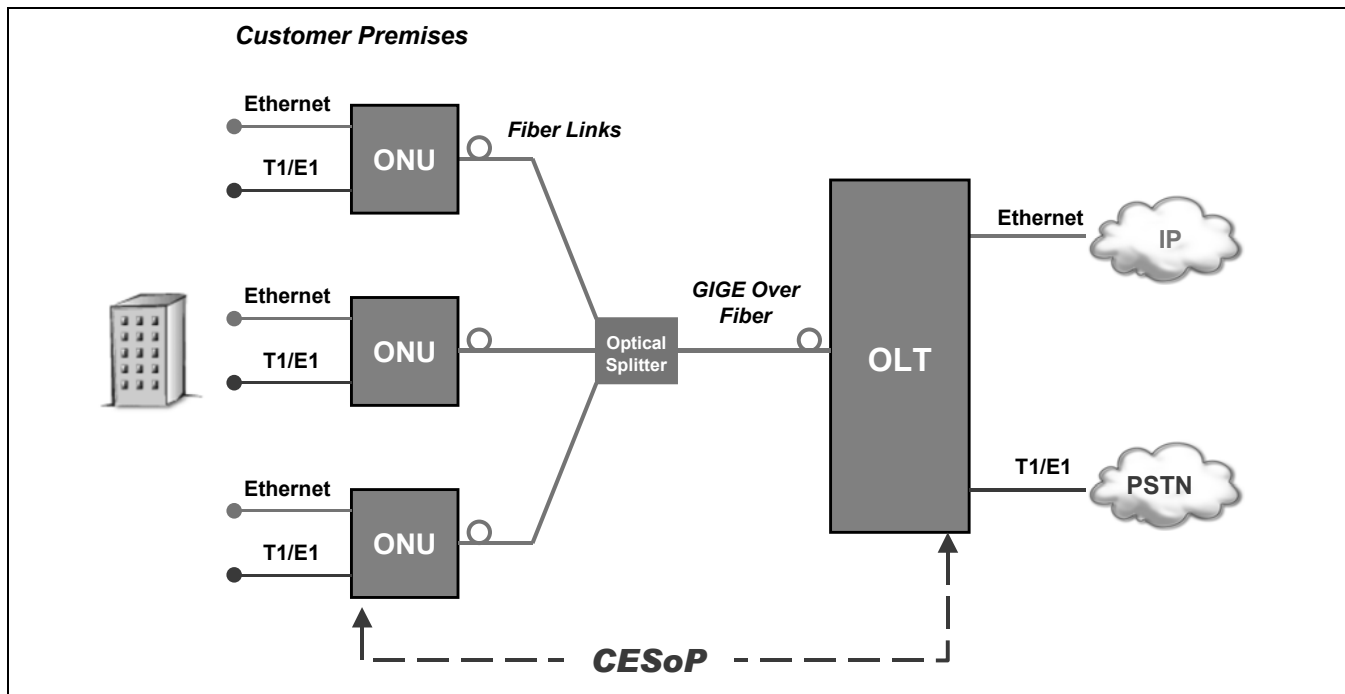 Customer Premises
Ethernet
T1/E1
ONU
Fiber Links
Ethernet
T1/E1
ONU
Optical
Splitter
GIGE Over
Fiber
OLT
Ethernet
IP
T1/E1
PSTN
Ethernet
T1/E1
ONU
CESoP